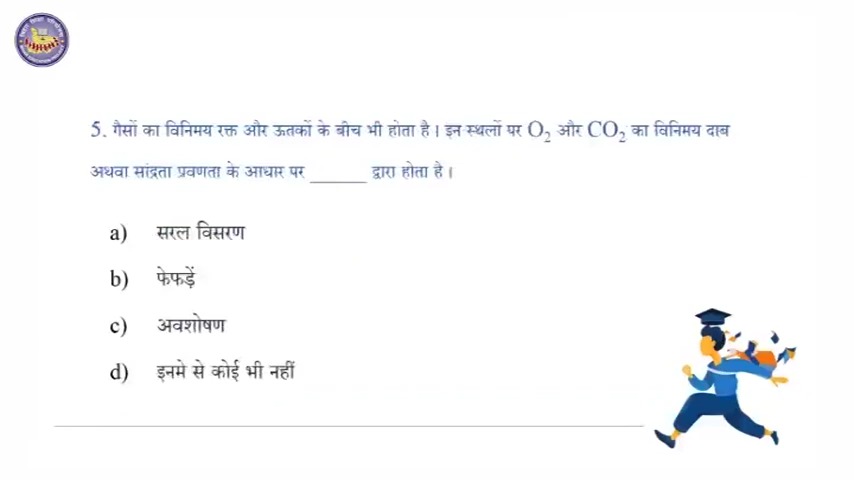 5. गैसों का विनिमय रक्त और ऊतकों के बीच भी होता है। इन स्थलों पर O₂ और CO₂ का विनिमय दाब
अथवा सांद्रता प्रवणता के आधार पर ______ द्वारा होता है।
a) सरल विसरण
b) फेफड़ें
c) अवशोषण
d) इनमे से कोई भी नहीं